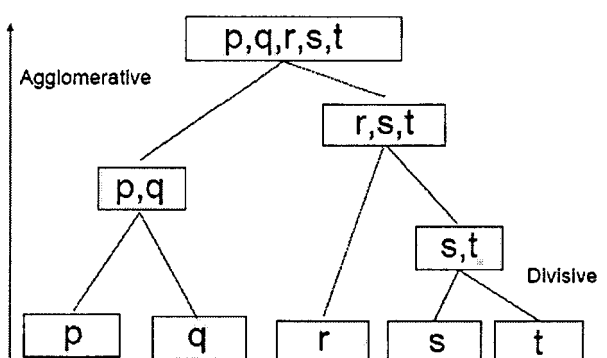 p,q,r,s,t
Agglomerative
r,s,t
p,q
s,t
Divisive
p
q
r
s
t